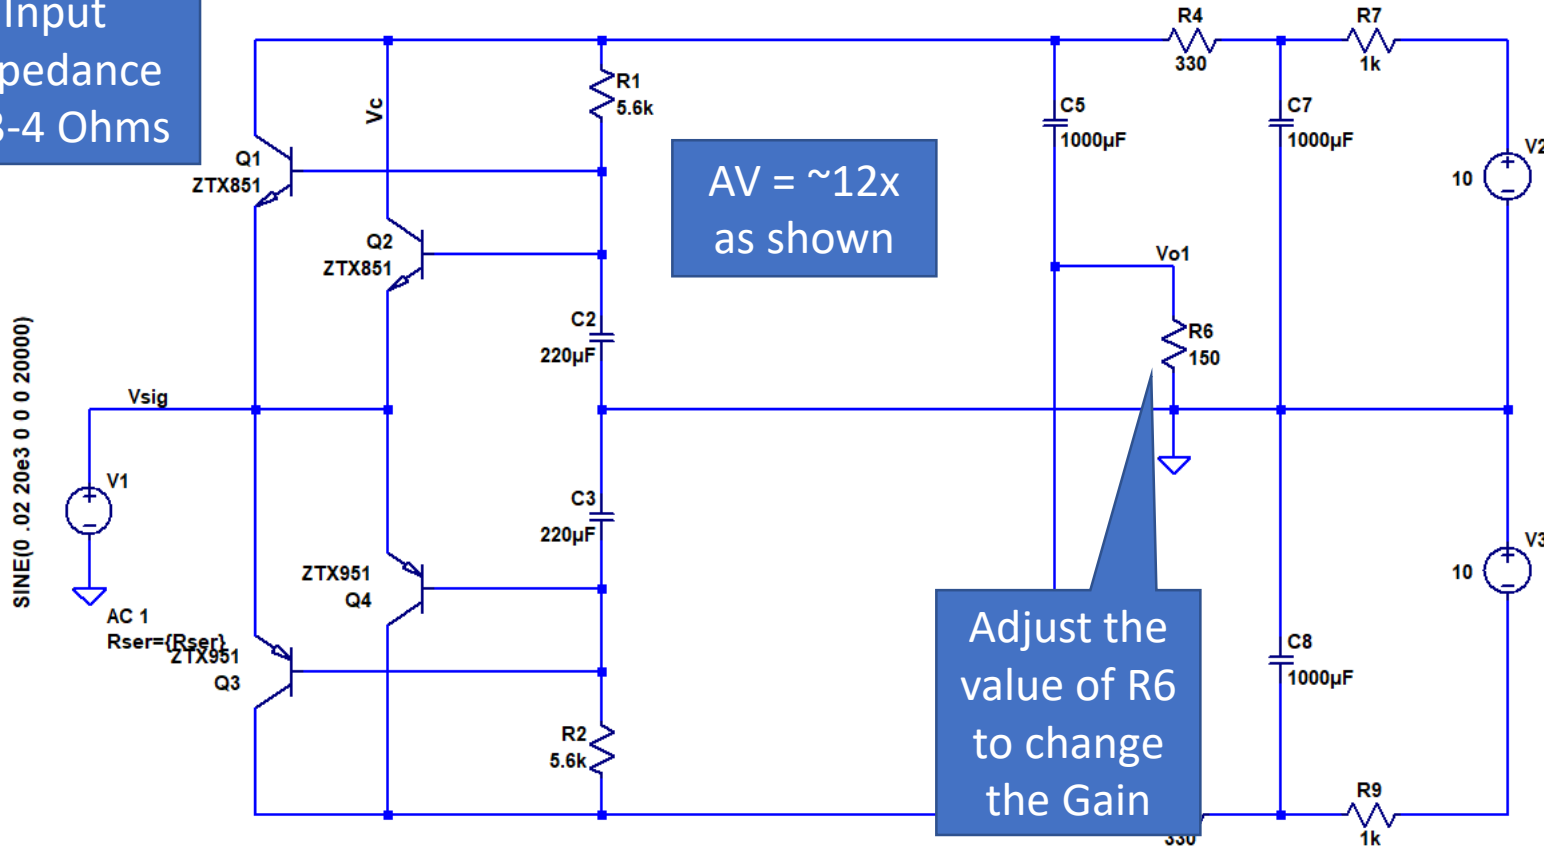 Input
pedance
3-4 Ohms
R4
330
R7
1k
R1
5.6k
Vc
C5
1000µF
C7
1000µF
V2
10
Q1
ZTX851
AV = ~12x
as shown
Q2
ZTX851
Vo1
R6
150
C2
220µF
SINE(0 .02 20e3 0 0 0 20000)
Vsig
V1
AC 1
Rser={Rser}
C3
220µF
ZTX951
Q4
ZTX951
Q3
V3
10
Adjust the
value of R6
to change
the Gain
C8
1000µF
R2
5.6k
R9
1k
330